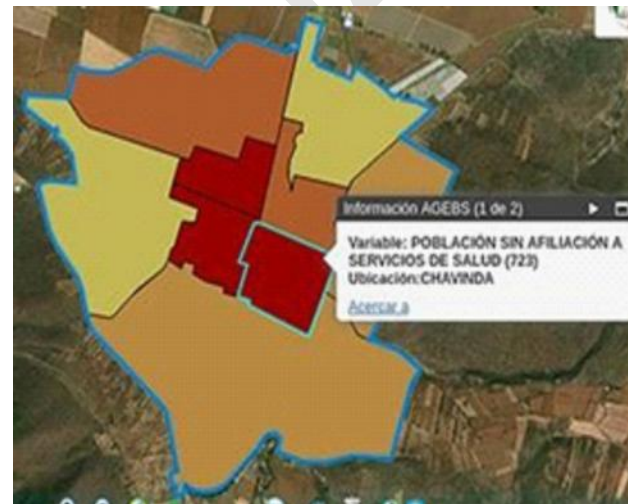 Información AGEBS (1 de 2)
Variable: POBLACIÓN SIN AFILIACIÓN A
SERVICIOS DE SALUD (723)
Ubicación:CHAVINDA
Acercar a